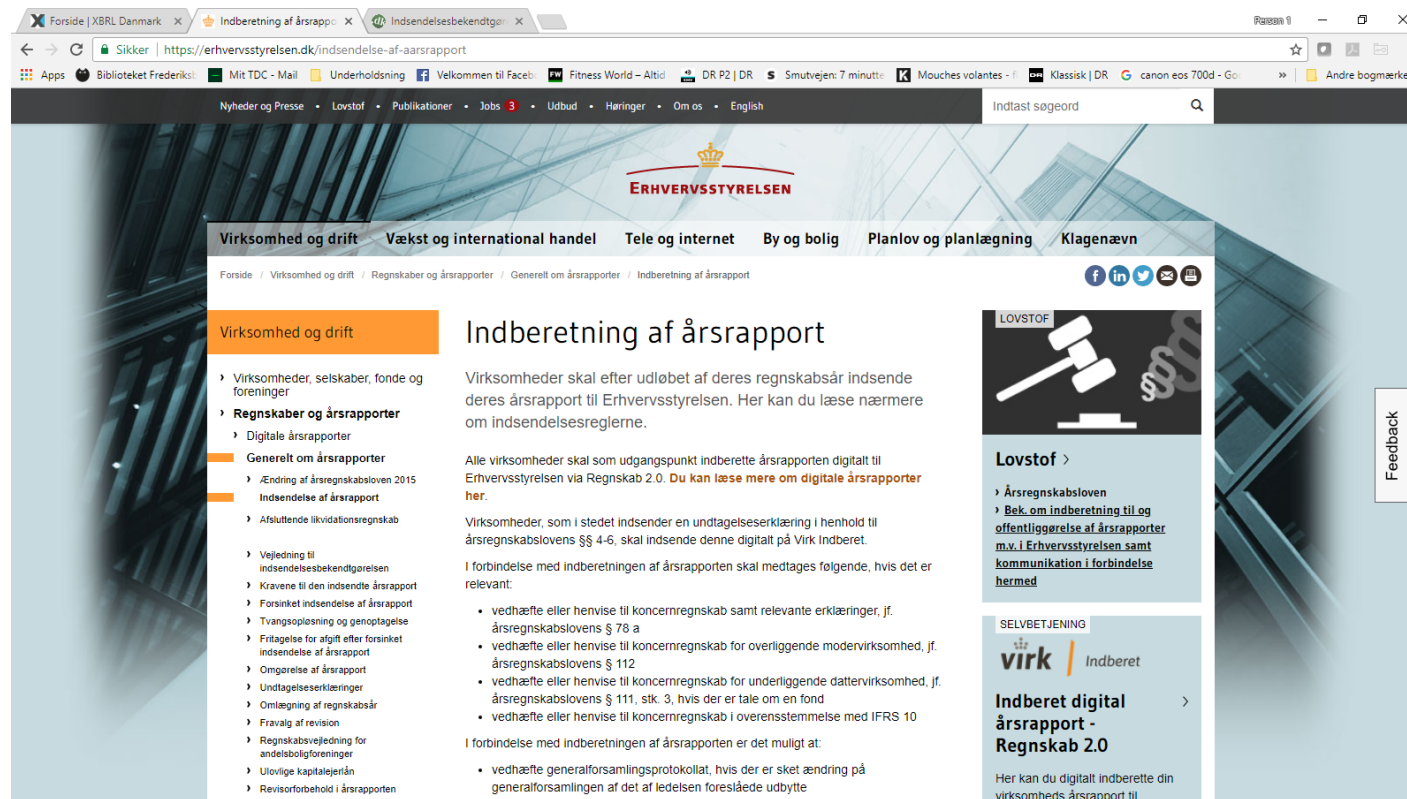 Forside | XBRL Danmark
Indberetning af årsrappo
Indsendelsesbekendtgør
Person 1
Sikker | https://erhvervsstyrelsen.dk/indsendelse-af-aarsrapport
Apps
Biblioteket Frederiksb
Mit TDC - Mail
Underholdsning
Velkommen til Facebo
Fitness World – Altid
DR P2 | DR
Smutvejen: 7 minutte
Mouches volantes - f
Klassisk | DR
canon eos 700d - Go
»
Andre bogmærker
Nyheder og Presse • Lovstof • Publikationer • Jobs 3 • Udbud • Høringer • Om os • English
Indtast søgeord
ERHVERVSSTYRELSEN
Virksomhed og drift Vækst og international handel Tele og internet By og bolig Planlov og planlægning Klagenævn
Forside / Virksomhed og drift / Regnskaber og årsrapporter / Generelt om årsrapporter / Indberetning af årsrapport
Virksomhed og drift
Virksomheder, selskaber, fonde og
foreninger
Regnskaber og årsrapporter
Digitale årsrapporter
Generelt om årsrapporter
Ændring af årsregnskabsloven 2015
Indsendelse af årsrapport
Afsluttende likvidationsregnskab
Vejledning til
indsendelsesbekendtgørelsen
Kravene til den indsendte årsrapport
Forsinket indsendelse af årsrapport
Tvangsopløsning og genoptagelse
Fritagelse for afgift efter forsinket
indsendelse af årsrapport
Omgørelse af årsrapport
Undtagelseserklæringer
Omlægning af regnskabsår
Fravalg af revision
Regnskabsvejledning for
andelsboligforeninger
Ulovlige kapitalejerlån
Revisorforbehold i årsrapporten
Indberetning af årsrapport
Virksomheder skal efter udløbet af deres regnskabsår indsende
deres årsrapport til Erhvervsstyrelsen. Her kan du læse nærmere
om indsendelsesreglerne.
Alle virksomheder skal som udgangspunkt indberette årsrapporten digitalt til
Erhvervsstyrelsen via Regnskab 2.0. Du kan læse mere om digitale årsrapporter
her.
Virksomheder, som i stedet indsender en undtagelseserklæring i henhold til
årsregnskabslovens §§ 4-6, skal indsende denne digitalt på Virk Indberet.
I forbindelse med indberetningen af årsrapporten skal medtages følgende, hvis det er
relevant:
• vedhæfte eller henvise til koncernregnskab samt relevante erklæringer, jf.
årsregnskabslovens § 78 a
• vedhæfte eller henvise til koncernregnskab for overliggende modervirksomhed, jf.
årsregnskabslovens § 112
• vedhæfte eller henvise til koncernregnskab for underliggende dattervirksomhed, jf.
årsregnskabslovens § 111, stk. 3, hvis der er tale om en fond
• vedhæfte eller henvise til koncernregnskab i overensstemmelse med IFRS 10
I forbindelse med indberetningen af årsrapporten er det muligt at:
• vedhæfte generalforsamlingsprotokollat, hvis der er sket ændring på
generalforsamlingen af det af ledelsen foreslåede udbytte
LOVSTOF
§§§
Lovstof
Årsregnskabsloven
Bek. om indberetning til og
offentliggørelse af årsrapporter
m.v. i Erhvervsstyrelsen samt
kommunikation i forbindelse
hermed
SELVBETJENING
virk Indberet
Indberet digital
årsrapport -
Regnskab 2.0
Her kan du digitalt indberette din
virksomheds årsrapport til
Feedback